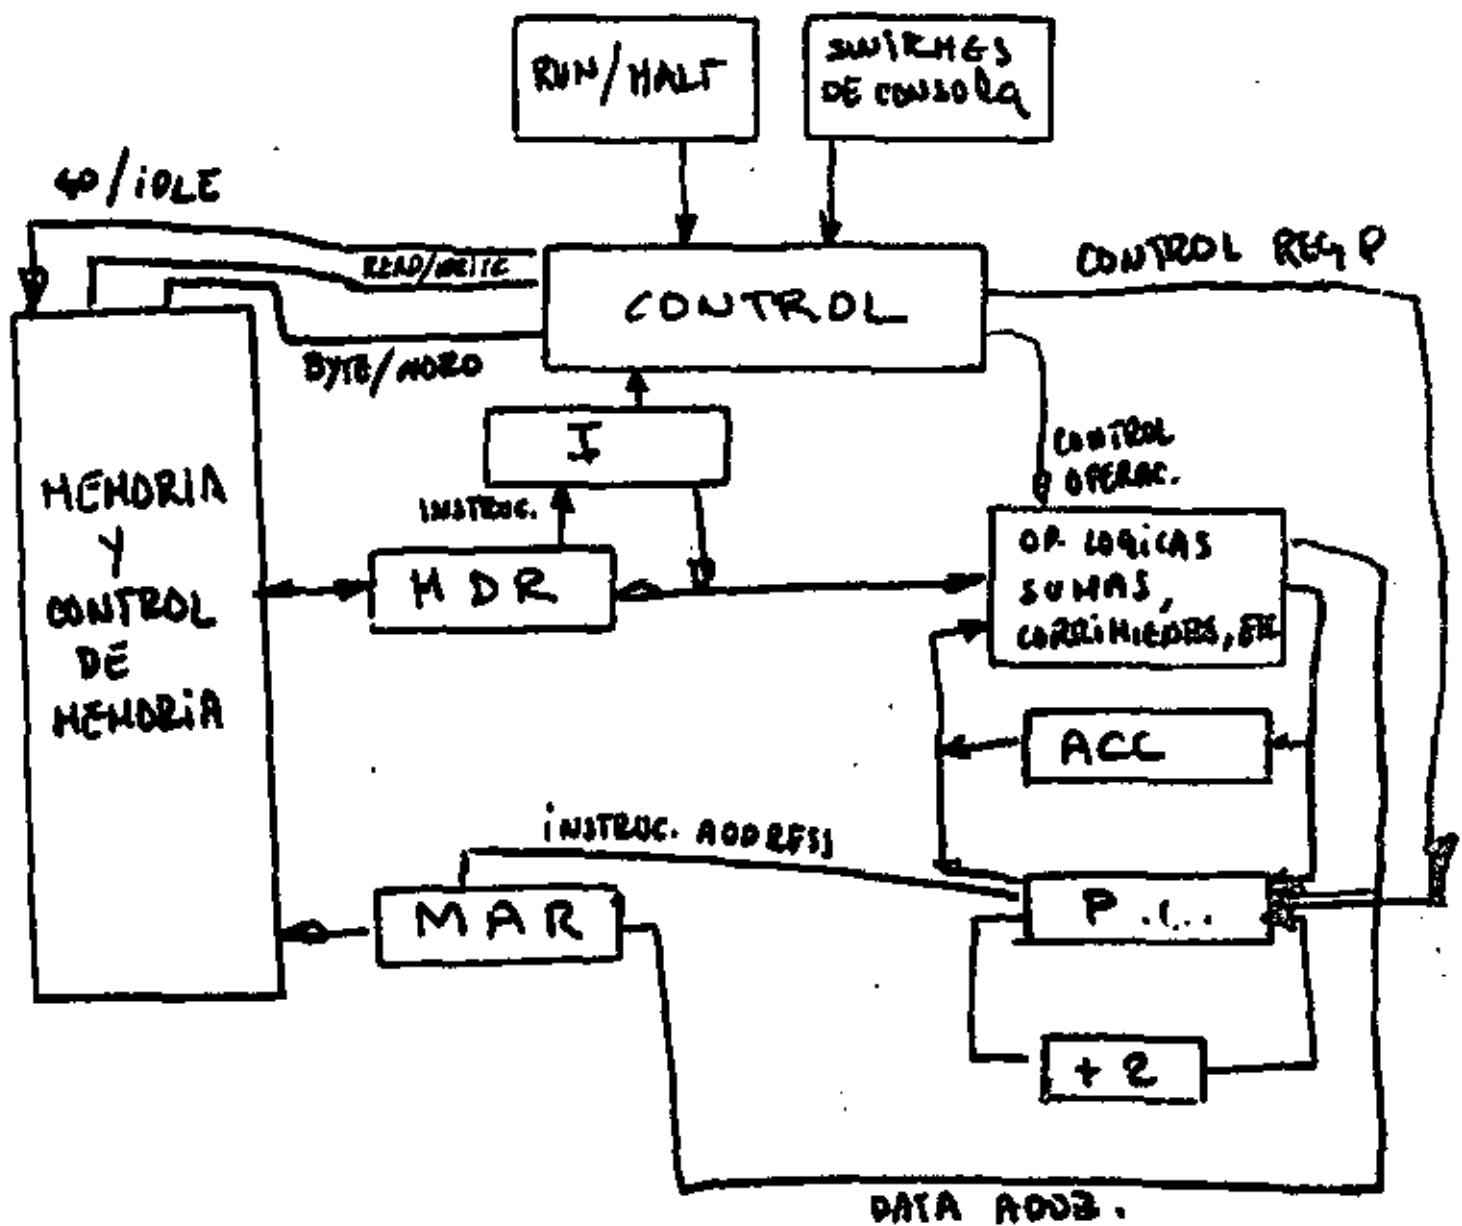 RUN/HALT
SWITCHES
DE CONSOLA
GO/IDLE
READ/WRITE
BYTE/WORD
CONTROL
CONTROL REG P
I
INSTRUC.
CONTROL
OPERAC.
MEMORIA
Y
CONTROL
DE
MEMORIA
MDR
OP. LOGICAS
SUMAS,
ETC
ACC
INSTRUC. ADDRESS
MAR
P.C.
+2
DATA ADDR.